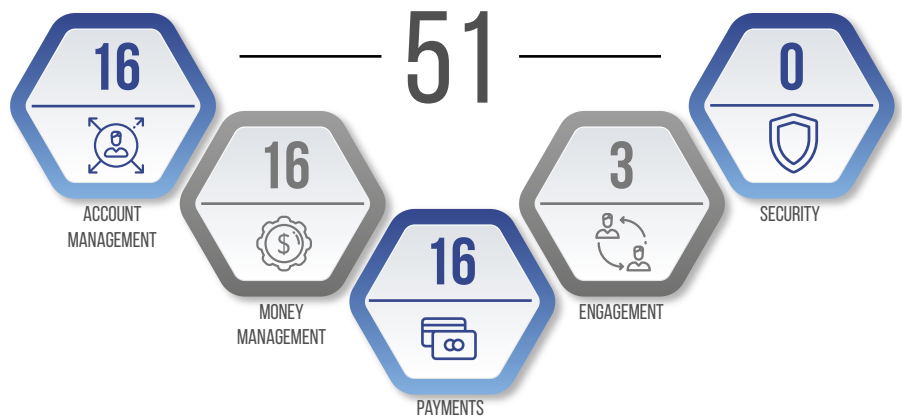 51
16
ACCOUNT
MANAGEMENT
16
$
MONEY
MANAGEMENT
16
PAYMENTS
3
ENGAGEMENT
0
SECURITY